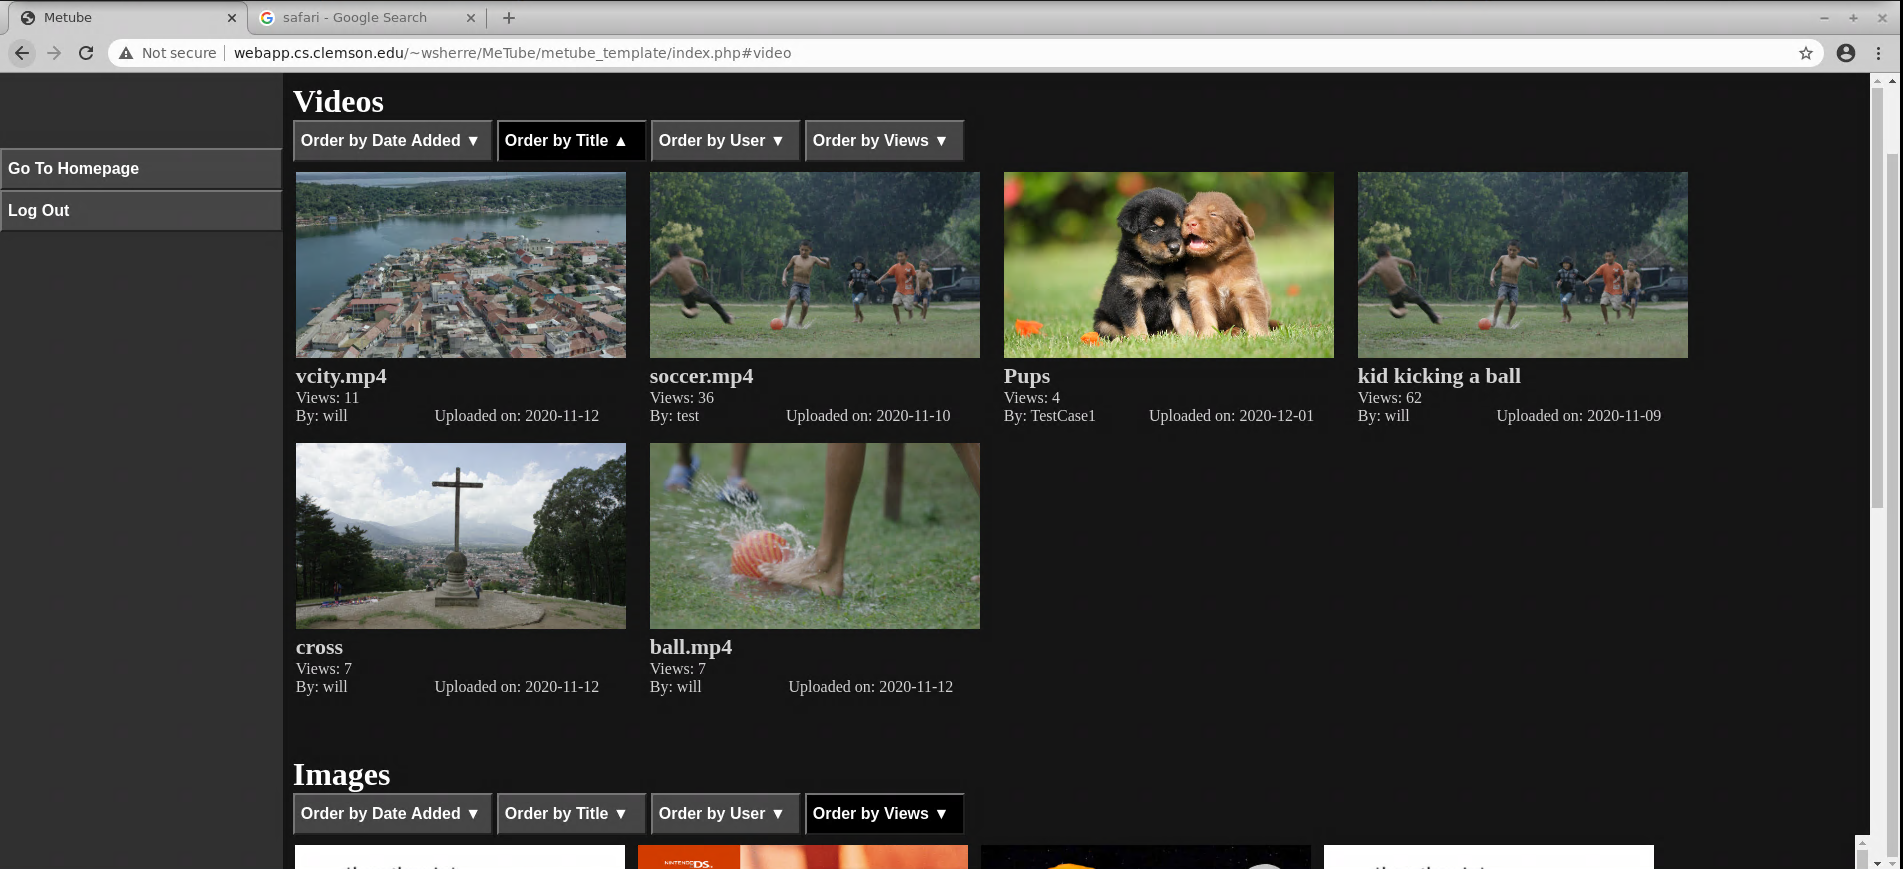 Metube
safari - Google Search
Not secure
webapp.cs.clemson.edu/~wsherre/MeTube/metube_template/index.php#video
Go To Homepage
Log Out
Videos
Order by Date Added ▼ Order by Title ▲ Order by User ▼ Order by Views ▼
vcity.mp4
Views: 11
By: will Uploaded on: 2020-11-12
soccer.mp4
Views: 36
By: test Uploaded on: 2020-11-10
Pups
Views: 4
By: TestCase1 Uploaded on: 2020-12-01
kid kicking a ball
Views: 62
By: will Uploaded on: 2020-11-09
cross
Views: 7
By: will Uploaded on: 2020-11-12
ball.mp4
Views: 7
By: will Uploaded on: 2020-11-12
Images
Order by Date Added ▼ Order by Title ▼ Order by User ▼ Order by Views ▼
NINTENDO DS